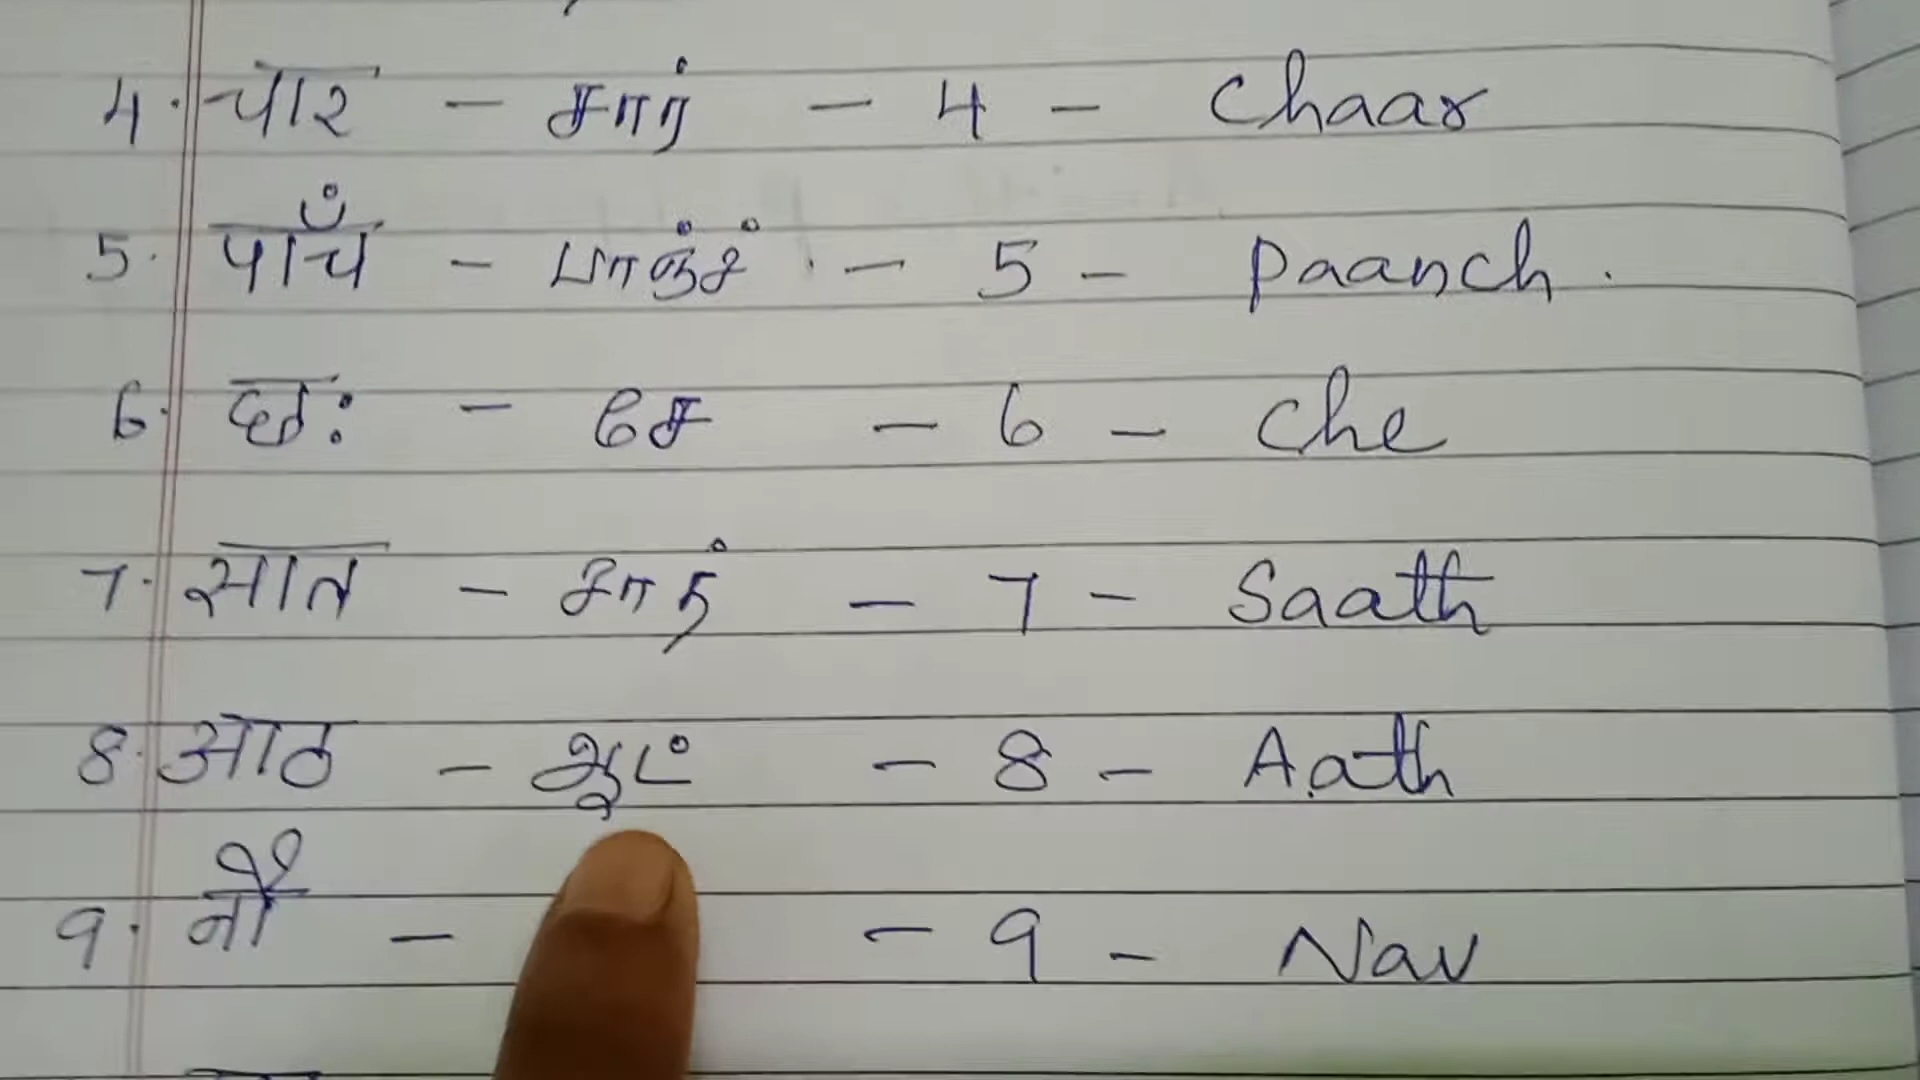 4. चार - சார் - 4 - Chaar
5. पाँच - பாஞ்ச் - 5 - Paanch.
6. छः - சே - 6 - Che
7. सात - சாத் - 7 - Saath
8. आठ - ஆட் - 8 - Aath
9. नौ - - 9 - Nav